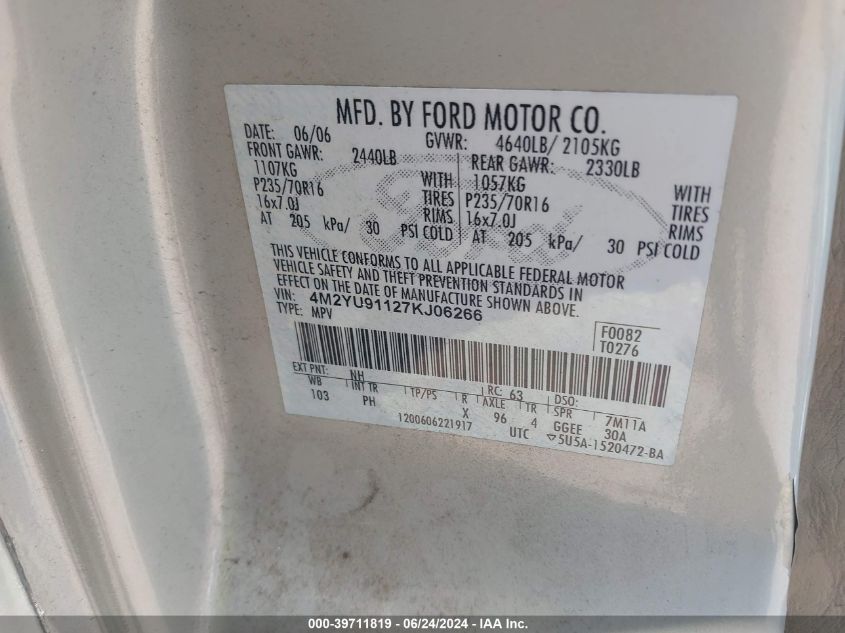 MFD. BY FORD MOTOR CO.
DATE: 06/06 GVWR: 4640LB/ 2105KG
FRONT GAWR: 2440LB REAR GAWR: 2330LB
1107KG WITH 1057KG WITH
P235/70R16 TIRES P235/70R16 TIRES
16x7.0J RIMS 16x7.0J RIMS
AT 205 kPa/ 30 PSI COLD AT 205 kPa/ 30 PSI COLD
THIS VEHICLE CONFORMS TO ALL APPLICABLE FEDERAL MOTOR
VEHICLE SAFETY AND THEFT PREVENTION STANDARDS IN
EFFECT ON THE DATE OF MANUFACTURE SHOWN ABOVE.
VIN: 4M2YU91127KJ06266
TYPE: MPV
F0082
T0276
EXT PNT: NH RC: 63 DSO:
WB INT TR TP/PS R AXLE TR SPR 7M11A
103 PH X 96 4 GGEE 30A
1200606221917 UTC ▽5U5A-1520472-BA
Ford
000-39711819 - 06/24/2024 - IAA Inc.